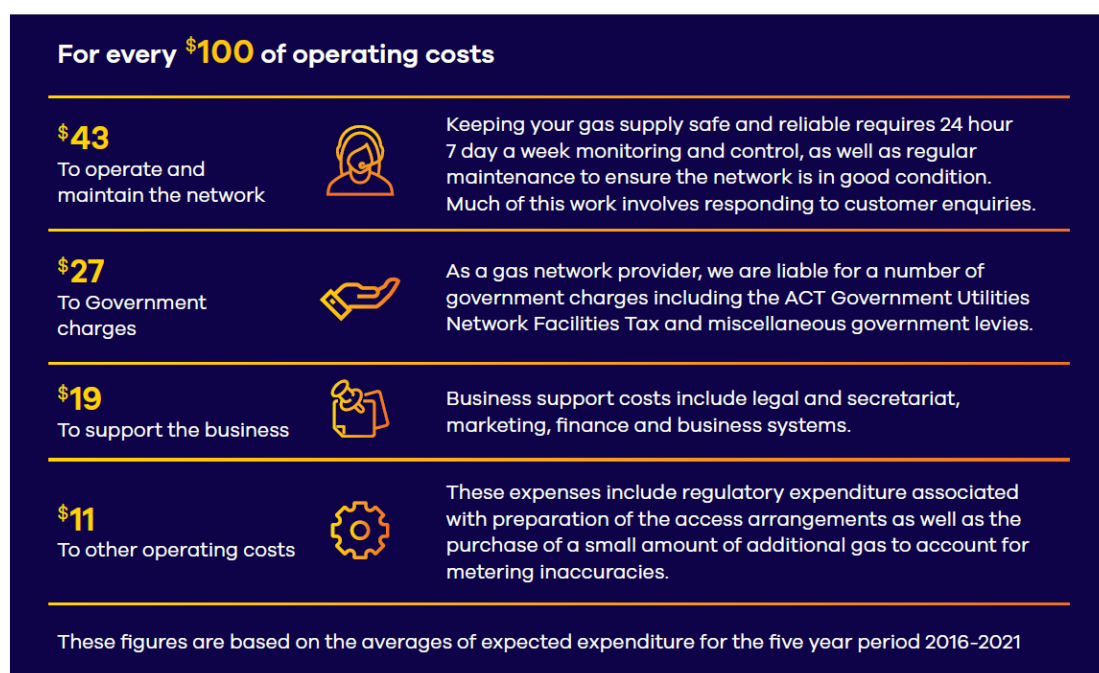 For every $100 of operating costs
$43
To operate and
maintain the network
Keeping your gas supply safe and reliable requires 24 hour
7 day a week monitoring and control, as well as regular
maintenance to ensure the network is in good condition.
Much of this work involves responding to customer enquiries.
$27
To Government
charges
As a gas network provider, we are liable for a number of
government charges including the ACT Government Utilities
Network Facilities Tax and miscellaneous government levies.
$19
To support the business
Business support costs include legal and secretariat,
marketing, finance and business systems.
$11
To other operating costs
These expenses include regulatory expenditure associated
with preparation of the access arrangements as well as the
purchase of a small amount of additional gas to account for
metering inaccuracies.
These figures are based on the averages of expected expenditure for the five year period 2016-2021